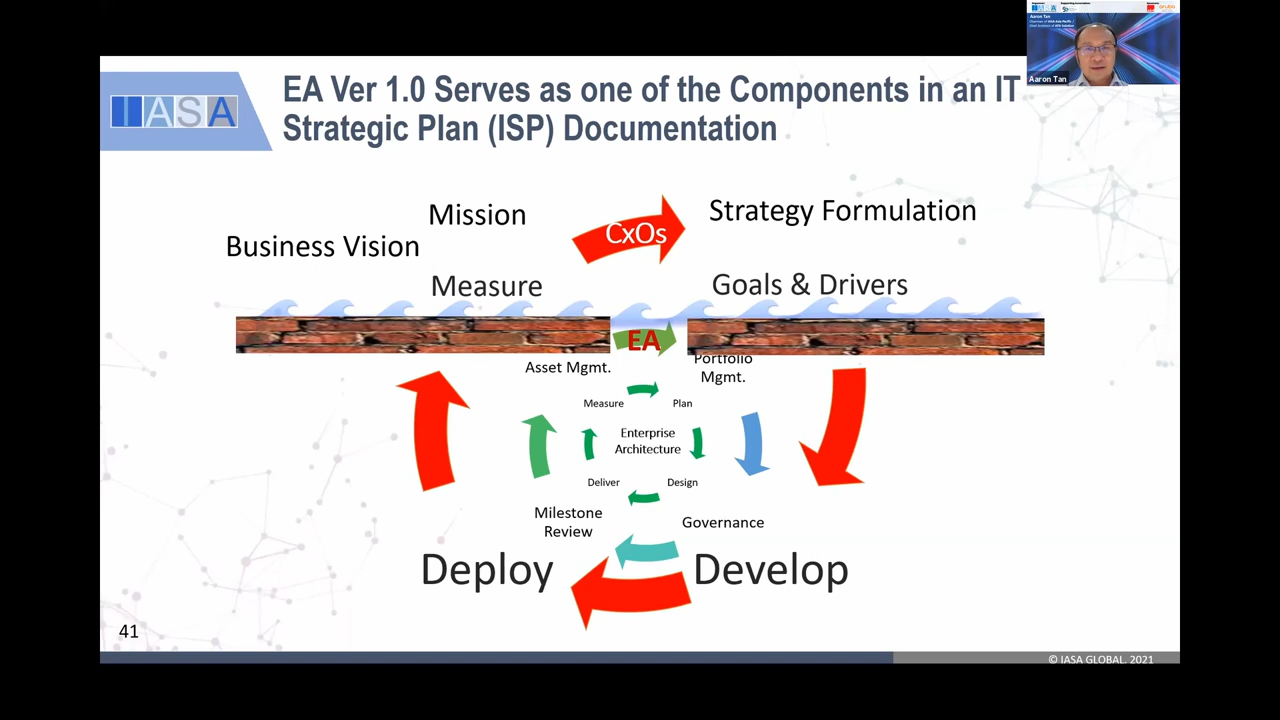 EA Ver 1.0 Serves as one of the Components in an IT
Strategic Plan (ISP) Documentation
IASA
Aaron Tan
Aaron Tan
Mission
CxOs
Strategy Formulation
Business Vision
Measure
Goals & Drivers
EA
Asset Mgmt.
Portfolio
Mgmt.
Measure
Plan
Enterprise
Architecture
Deliver
Design
Milestone
Review
Governance
Deploy
Develop
41
© IASA GLOBAL. 2021